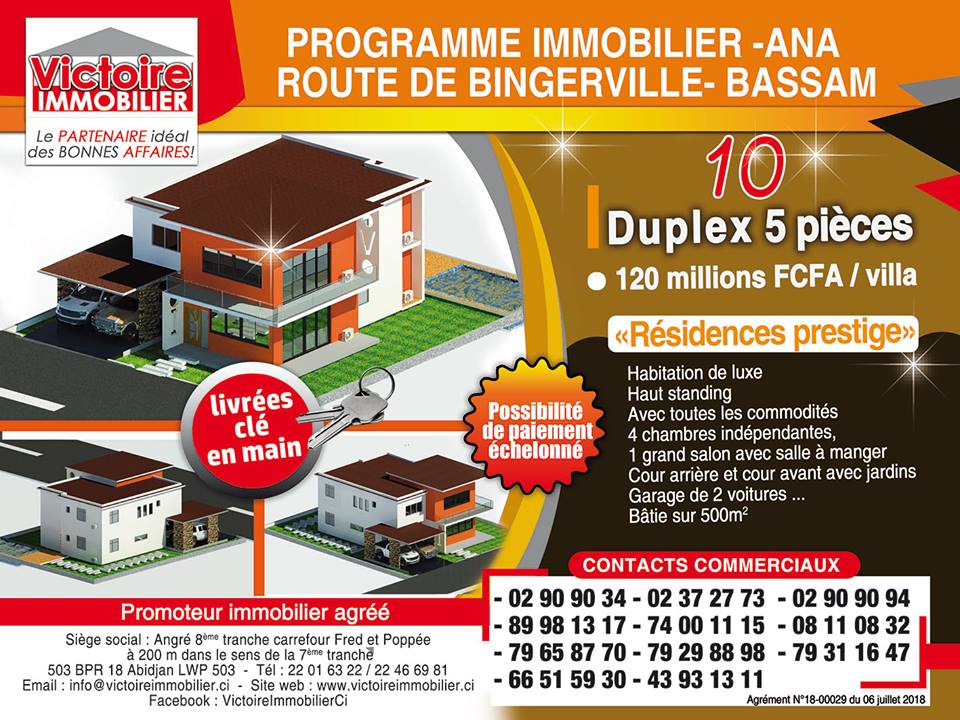 Victoire
IMMOBILIER
Le PARTENAIRE idéal
des BONNES AFFAIRES!
PROGRAMME IMMOBILIER -ANA
ROUTE DE BINGERVILLE- BASSAM
10
Duplex 5 pièces
120 millions FCFA / villa
«Résidences prestige»
Habitation de luxe
Haut standing
Avec toutes les commodités
4 chambres indépendantes,
1 grand salon avec salle à manger
Cour arrière et cour avant avec jardins
Garage de 2 voitures ...
Bâtie sur 500m²
livrées
clé
en main
Possibilité
de paiement
échelonné
CONTACTS COMMERCIAUX
- 02 90 90 34 - 02 37 27 73 - 02 90 90 94
- 89 98 13 17 - 74 00 11 15 - 08 11 08 32
- 79 65 87 70 - 79 29 88 98 - 79 31 16 47
- 66 51 59 30 - 43 93 13 11
Agrément N°18-00029 du 06 juillet 2018
Promoteur immobilier agréé
Siège social : Angré 8ème tranche carrefour Fred et Poppée
à 200 m dans le sens de la 7ème tranche
503 BPR 18 Abidjan LWP 503 - Tél : 22 01 63 22 / 22 46 69 81
Email : info@victoireimmobilier.ci - Site web : www.victoireimmobilier.ci
Facebook : VictoireImmobilierCi